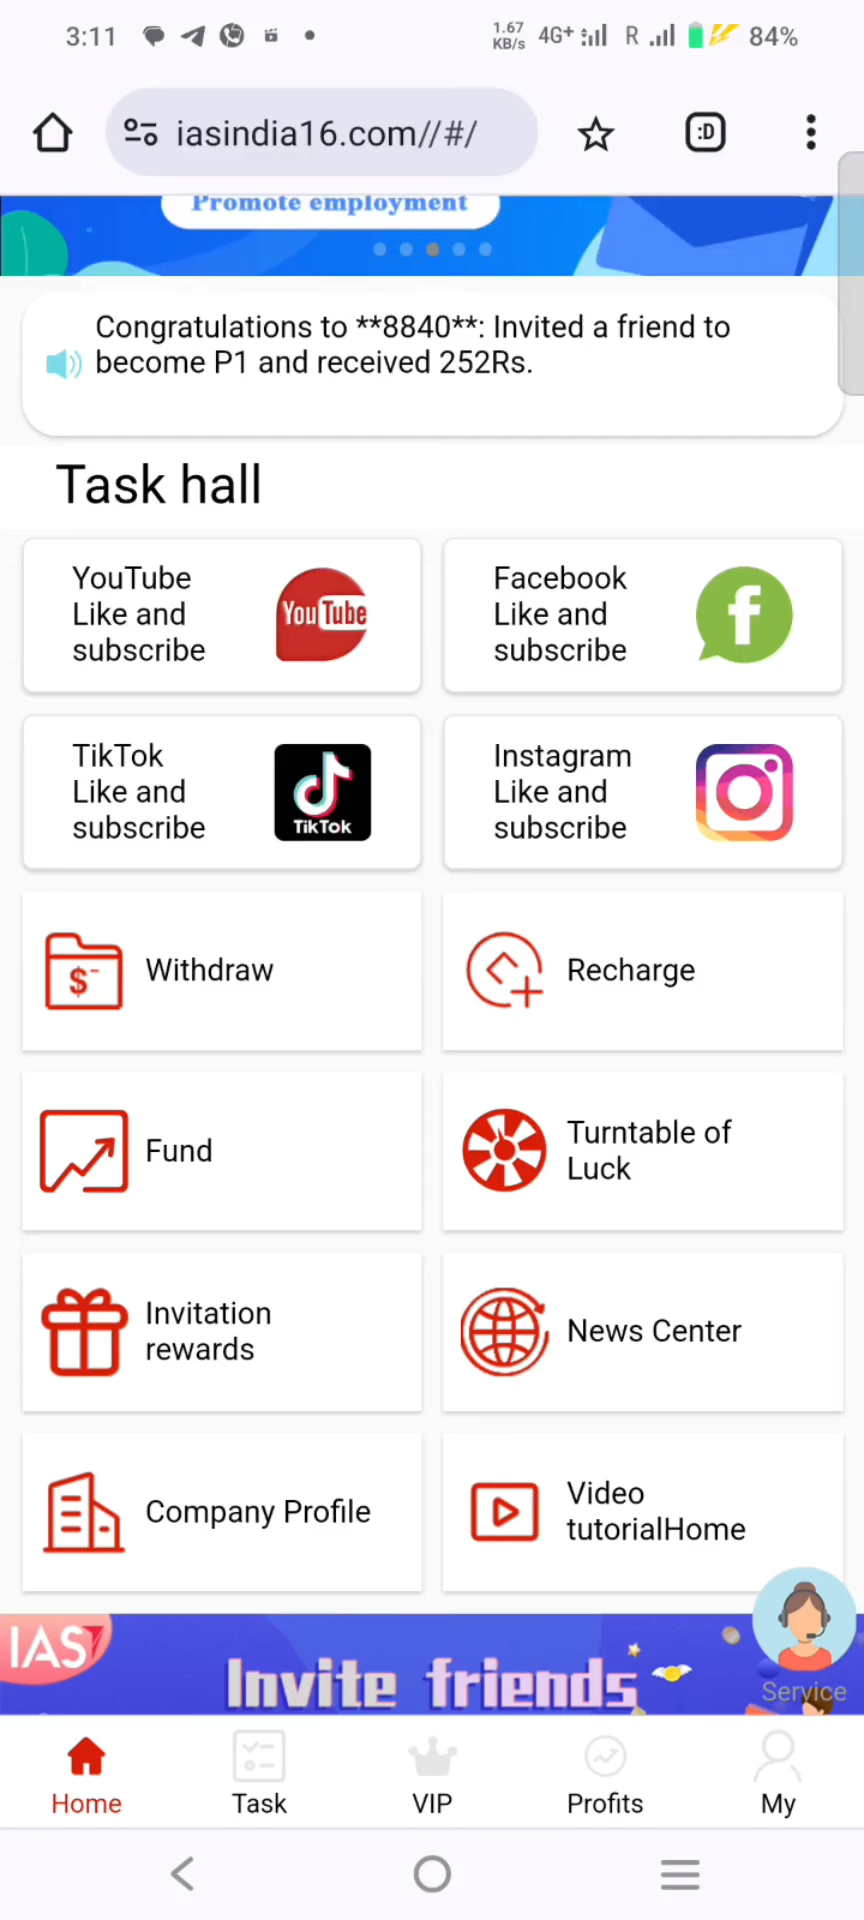 3:11
1.67
KB/s
4G+
R
84%
iasindia16.com//#/
:D
Promote employment
Congratulations to **8840**: Invited a friend to
become P1 and received 252Rs.
Task hall
YouTube
Like and
subscribe
YouTube
Facebook
Like and
subscribe
f
TikTok
Like and
subscribe
TikTok
Instagram
Like and
subscribe
$
Withdraw
Recharge
Fund
Turntable of
Luck
Invitation
rewards
News Center
Company Profile
Video
tutorialHome
IAS
Invite friends
Service
Home
Task
VIP
Profits
My